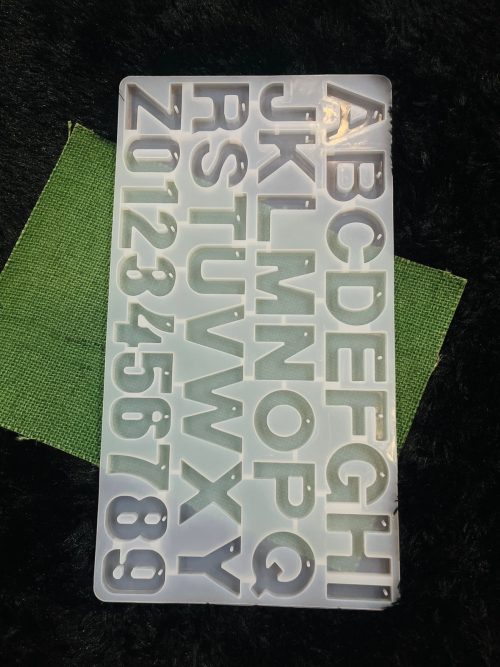 ABCDEFGHI
JKLMNOPQ
RSTUVWXY
Z0123456789